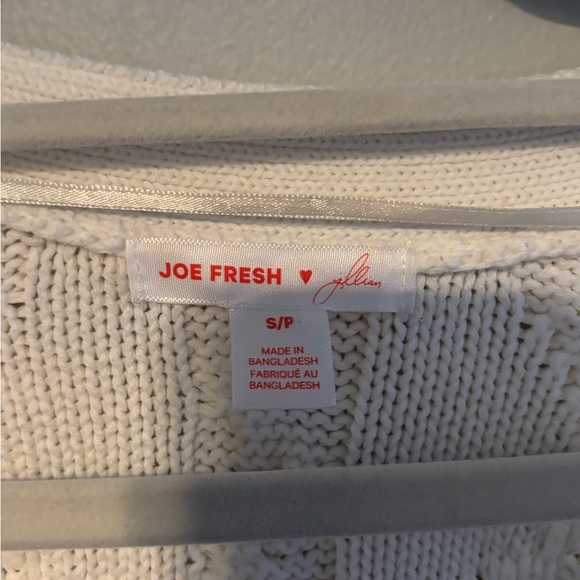 JOE FRESH ♥ Jillian
S/P
MADE IN
BANGLADESH
FABRIQUÉ AU
BANGLADESH